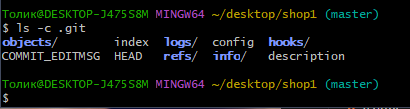 Толик@DESKTOP-J475S8M MINGW64 ~/desktop/shop1 (master)
$ ls -c .git
objects/ index logs/ config hooks/
COMMIT_EDITMSG HEAD refs/ info/ description
Толик@DESKTOP-J475S8M MINGW64 ~/desktop/shop1 (master)
$